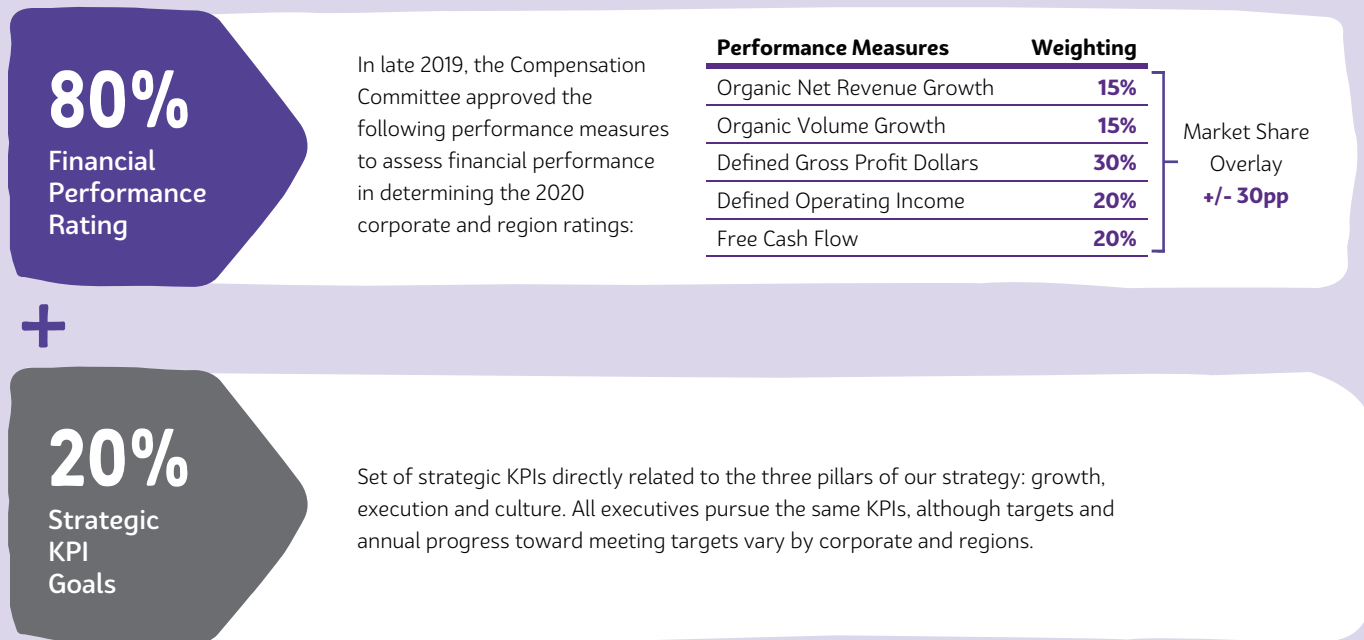 80%
Financial
Performance
Rating
In late 2019, the Compensation
Committee approved the
following performance measures
to assess financial performance
in determining the 2020
corporate and region ratings:
Performance Measures Weighting
Organic Net Revenue Growth 15%
Organic Volume Growth 15%
Defined Gross Profit Dollars 30%
Defined Operating Income 20%
Free Cash Flow 20%
Market Share
Overlay
+/- 30pp
+
20%
Strategic
KPI
Goals
Set of strategic KPIs directly related to the three pillars of our strategy: growth,
execution and culture. All executives pursue the same KPIs, although targets and
annual progress toward meeting targets vary by corporate and regions.